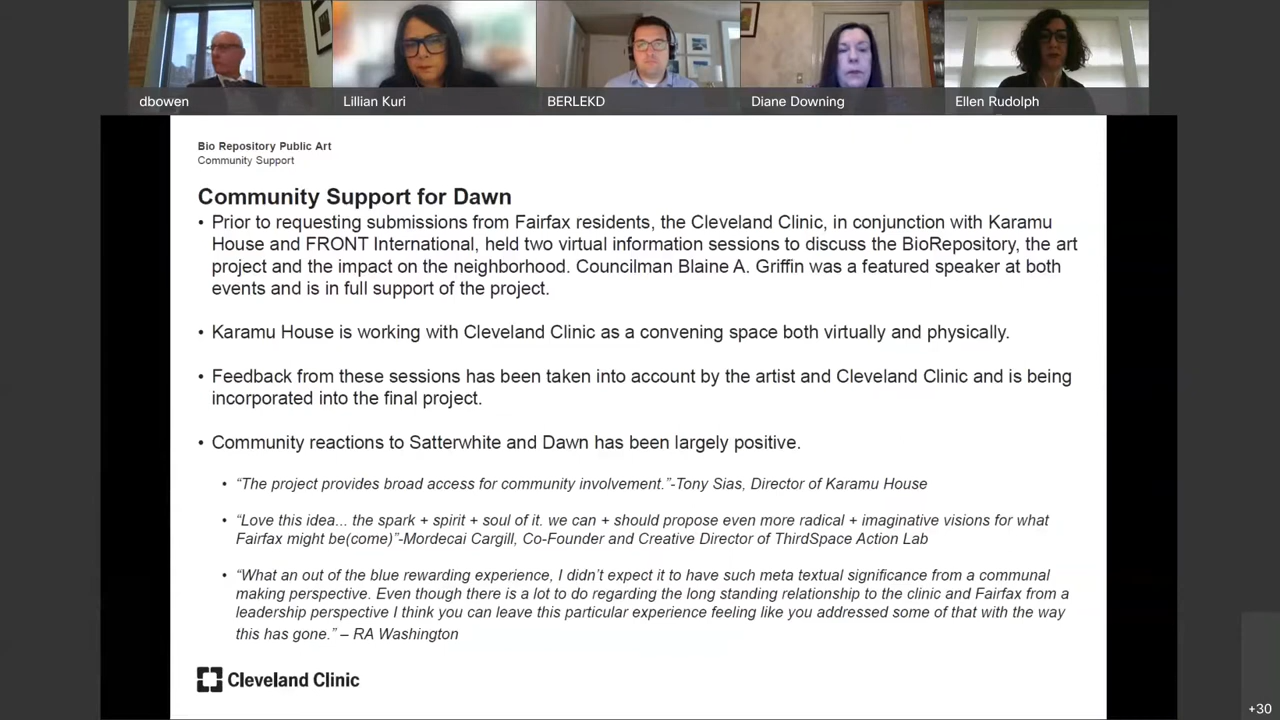 dbowen
Lillian Kuri
BERLEKD
Diane Downing
Ellen Rudolph
Bio Repository Public Art
Community Support
Community Support for Dawn
• Prior to requesting submissions from Fairfax residents, the Cleveland Clinic, in conjunction with Karamu
House and FRONT International, held two virtual information sessions to discuss the BioRepository, the art
project and the impact on the neighborhood. Councilman Blaine A. Griffin was a featured speaker at both
events and is in full support of the project.
• Karamu House is working with Cleveland Clinic as a convening space both virtually and physically.
• Feedback from these sessions has been taken into account by the artist and Cleveland Clinic and is being
incorporated into the final project.
• Community reactions to Satterwhite and Dawn has been largely positive.
• “The project provides broad access for community involvement.”-Tony Sias, Director of Karamu House
• “Love this idea... the spark + spirit + soul of it. we can + should propose even more radical + imaginative visions for what
Fairfax might be(come)”-Mordecai Cargill, Co-Founder and Creative Director of ThirdSpace Action Lab
• “What an out of the blue rewarding experience, I didn’t expect it to have such meta textual significance from a communal
making perspective. Even though there is a lot to do regarding the long standing relationship to the clinic and Fairfax from a
leadership perspective I think you can leave this particular experience feeling like you addressed some of that with the way
this has gone.” – RA Washington
Cleveland Clinic
+30